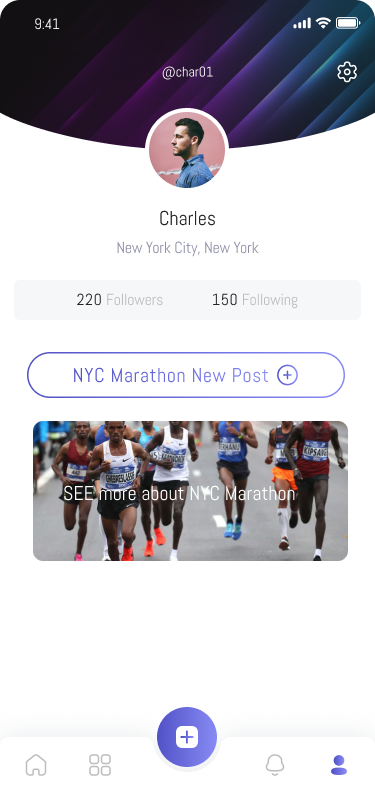 9:41
@char01
Charles
New York City, New York
220 Followers 150 Following
NYC Marathon New Post
KIPSANG
SEE more about NYC Marathon